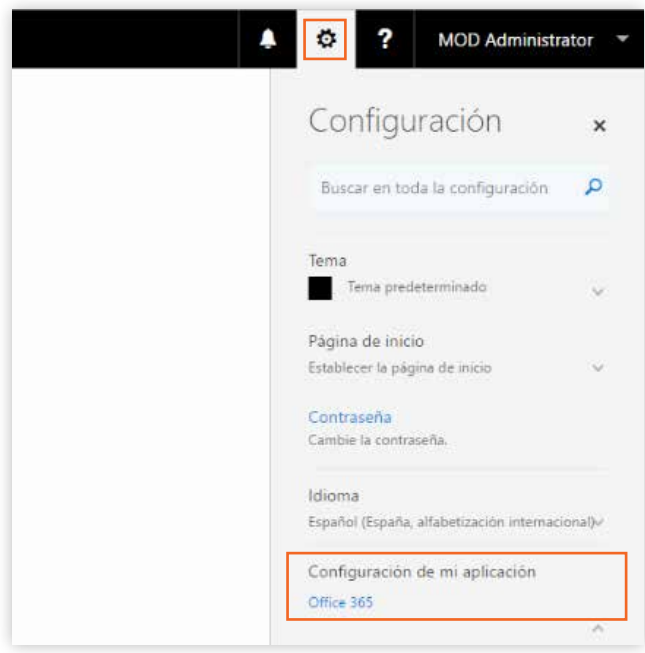 ? MOD Administrator
Configuración
Buscar en toda la configuración
Tema
Tema predeterminado
Página de inicio
Establecer la página de inicio
Contraseña
Cambie la contraseña.
Idioma
Español (España, alfabetización internacional)
Configuración de mi aplicación
Office 365